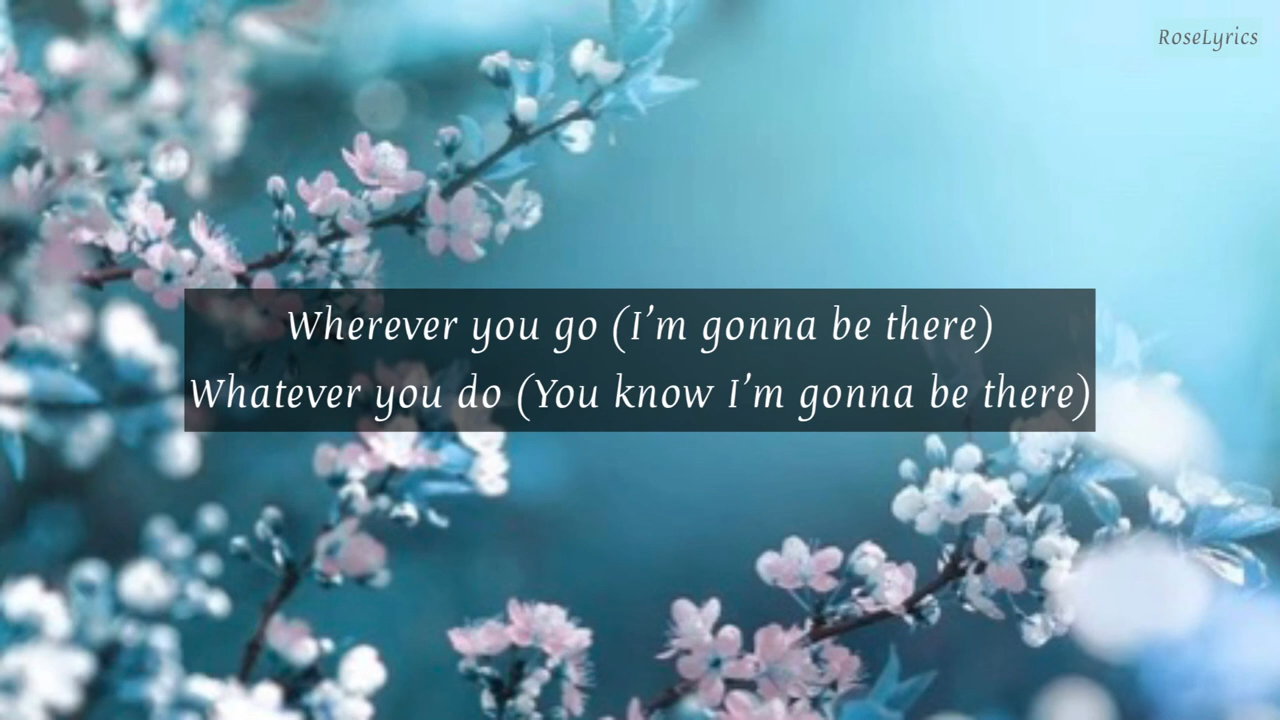 RoseLyrics
Wherever you go (I'm gonna be there)
Whatever you do (You know I'm gonna be there)